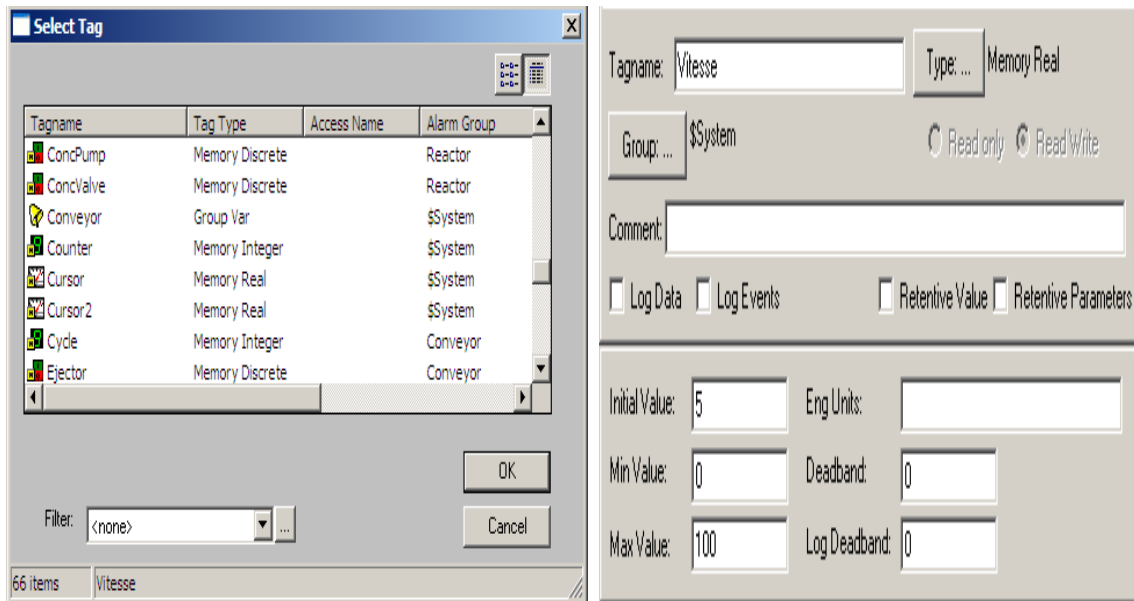 Select Tag
Tagname Tag Type Access Name Alarm Group
ConcPump Memory Discrete Reactor
ConcValve Memory Discrete Reactor
Conveyor Group Var $System
Counter Memory Integer $System
Cursor Memory Real $System
Cursor2 Memory Real $System
Cycle Memory Integer Conveyor
Ejector Memory Discrete Conveyor
OK
Filter: <none> ... Cancel
66 items Vitesse
Tagname: Vitesse Type: ... Memory Real
Group: ... $System Read only Read Write
Comment:
Log Data Log Events Retentive Value Retentive Parameters
Initial Value: 5 Eng Units:
Min Value: 0 Deadband: 0
Max Value: 100 Log Deadband: 0